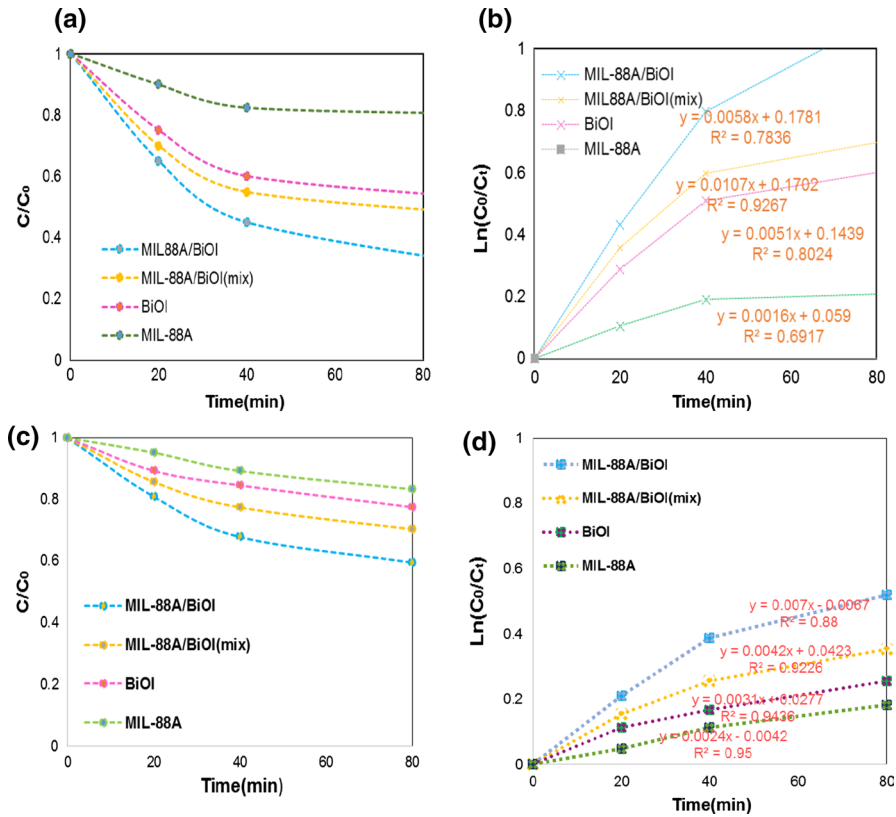 (a)
1
0.8
0.6
0.4
0.2
0
C/C₀
MIL88A/BiOI
MIL-88A/BiOI(mix)
BiOI
MIL-88A
0 20 40 60 80
Time(min)
(b)
1
0.8
0.6
0.4
0.2
0
Ln(C₀/Cₜ)
MIL-88A/BiOI
MIL88A/BiOI(mix)
BiOI
MIL-88A
y = 0.0058x + 0.1781
R² = 0.7836
y = 0.0107x + 0.1702
R² = 0.9267
y = 0.0051x + 0.1439
R² = 0.8024
y = 0.0016x + 0.059
R² = 0.6917
0 20 40 60 80
Time(min)
(c)
1
0.8
0.6
0.4
0.2
0
C/C₀
MIL-88A/BiOI
MIL-88A/BiOI(mix)
BiOI
MIL-88A
0 20 40 60 80
Time(min)
(d)
1
0.8
0.6
0.4
0.2
0
Ln(C₀/Cₜ)
MIL-88A/BiOI
MIL-88A/BiOI(mix)
BiOI
MIL-88A
y = 0.007x - 0.0067
R² = 0.88
y = 0.0042x + 0.0423
R² = 0.9226
y = 0.0031x + 0.0277
R² = 0.9436
y = 0.0024x - 0.0042
R² = 0.95
0 20 40 60 80
Time(min)